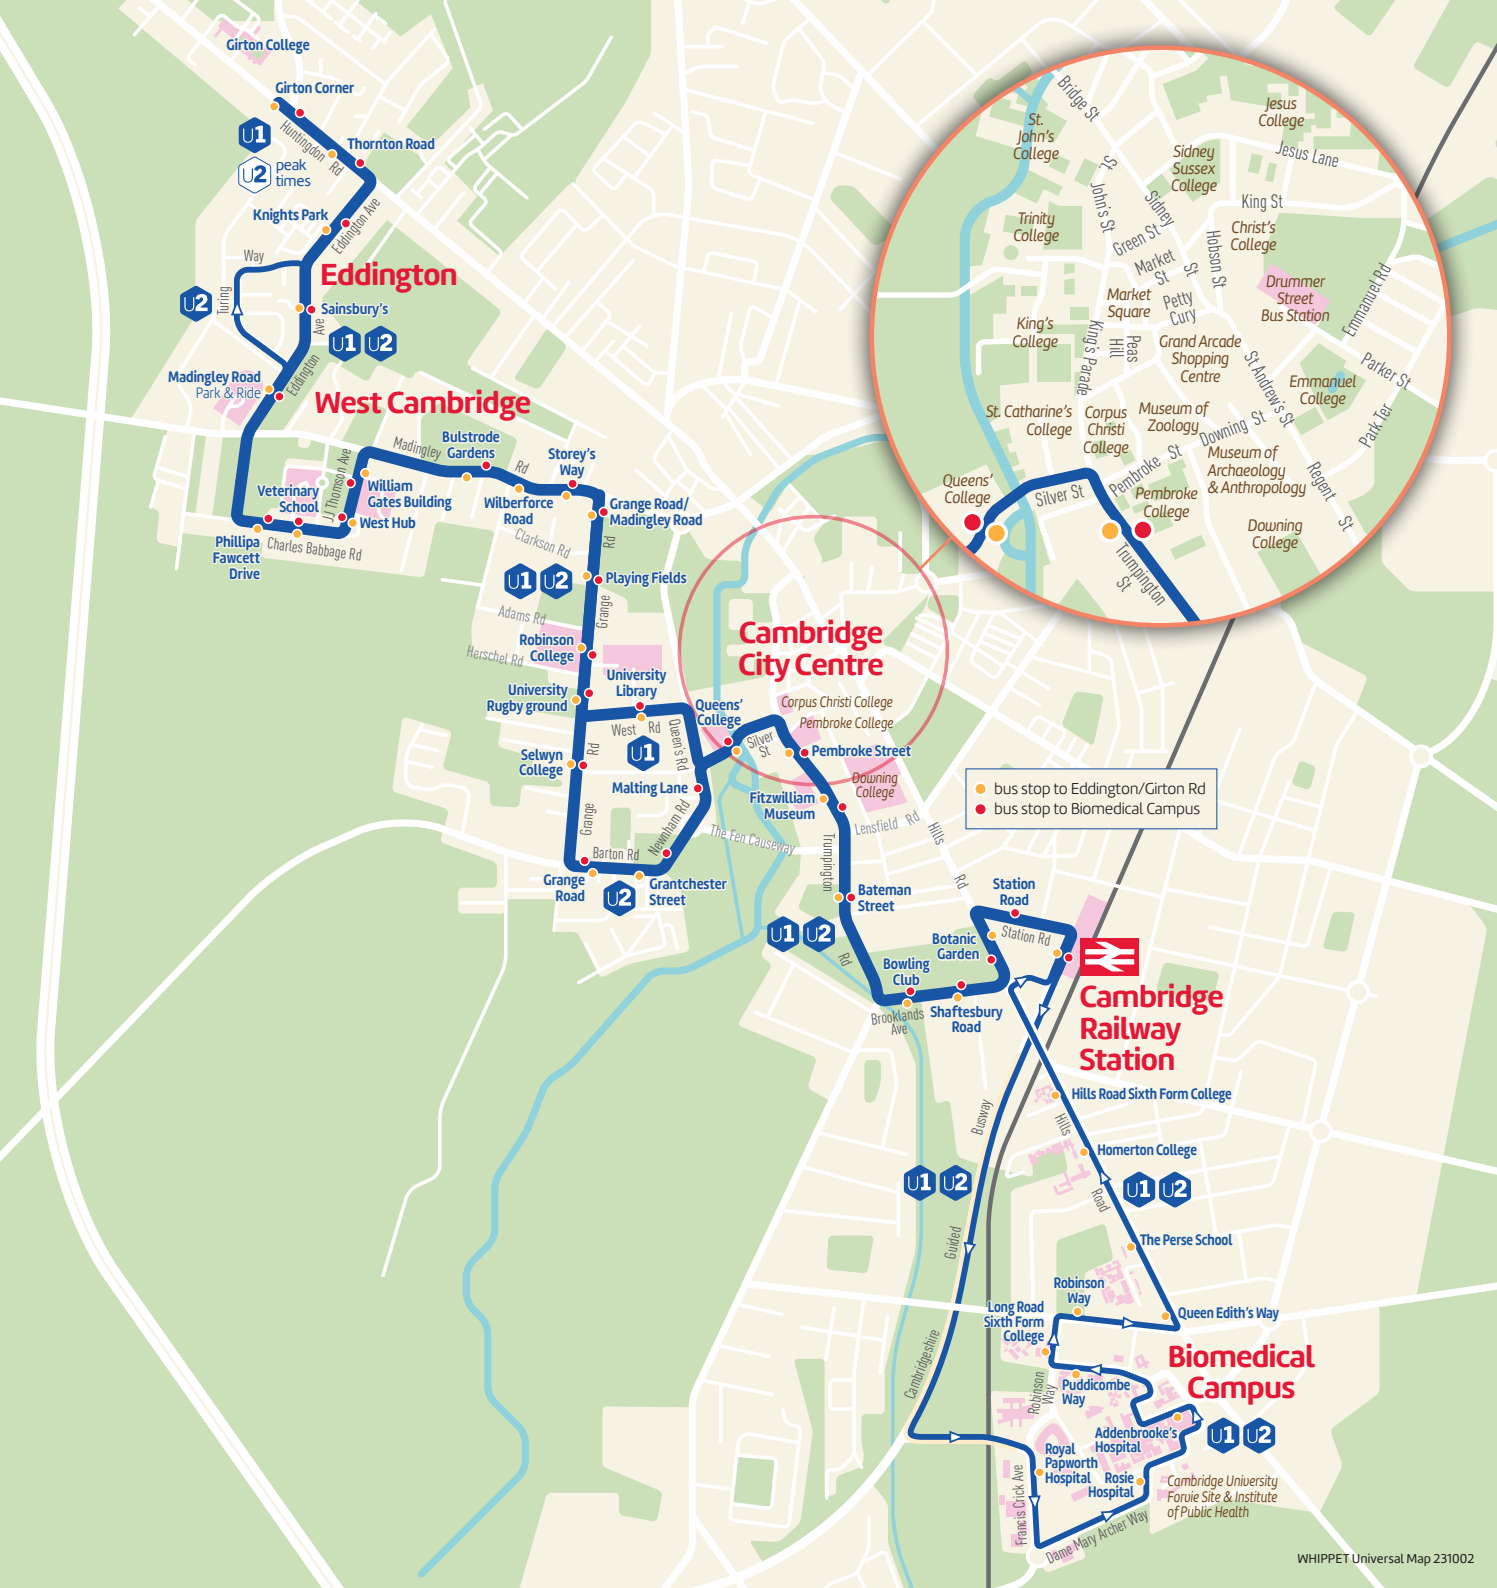 Girton College
Girton Corner
U1
Huntingdon Rd
Thornton Road
U2 peak
times
Knights Park
Eddington Ave
Way
Eddington
U2
Turing
Sainsbury's
Ave
U1 U2
Eddington
Madingley Road
Park & Ride
West Cambridge
Madingley
Bulstrode
Gardens
Rd
Storey's
Way
JJ Thomson Ave
Veterinary
School
William
Gates Building
West Hub
Wilberforce
Road
Grange Road/
Madingley Road
Phillipa
Fawcett
Drive
Charles Babbage Rd
Clarkson Rd
Rd
U1 U2
Playing Fields
Adams Rd
Grange
Robinson
College
Herschel Rd
University
Library
University
Rugby ground
West Rd
Queen's Rd
U1
Queens'
College
Silver
St
Cambridge
City Centre
Corpus Christi College
Pembroke College
Pembroke Street
Selwyn
College
Rd
Malting Lane
Grange
Newnham Rd
Barton Rd
The Fen Causeway
Grange
Road
U2
Grantchester
Street
Fitzwilliam
Museum
Downing
College
Lensfield Rd
Hills
Rd
Trumpington
Rd
Bateman
Street
U1 U2
Bridge St
St.
John's
College
Jesus
College
Jesus Lane
Sidney
Sussex
College
St.
John's St
Sidney
St
King St
Trinity
College
Green St
Christ's
College
Hobson St
Market
St
Market
Square
Petty
Cury
Drummer
Street
Bus Station
Emmanuel Rd
King's
College
King's Parade
Peas
Hill
Grand Arcade
Shopping
Centre
St Andrew's St
Parker St
Emmanuel
College
Park Ter
St. Catharine's
College
Corpus
Christi
College
Museum of
Zoology
Downing St
Museum of
Archaeology
& Anthropology
Regent St
Queens'
College
Silver St
Pembroke St
Pembroke
College
Downing
College
Trumpington
St
bus stop to Eddington/Girton Rd
bus stop to Biomedical Campus
Station
Road
Station Rd
Botanic
Garden
Bowling
Club
Brooklands
Ave
Shaftesbury
Road
Cambridge
Railway
Station
Hills Road Sixth Form College
Busway
Hills
Homerton College
U1 U2
U1 U2
Road
Guided
The Perse School
Robinson
Way
Long Road
Sixth Form
College
Queen Edith's Way
Cambridgeshire
Biomedical
Campus
Robinson
Way
Puddicombe
Way
Addenbrooke's
Hospital
U1 U2
Royal
Papworth
Hospital
Rosie
Hospital
Francis Crick Ave
Cambridge University
Forvie Site & Institute
of Public Health
Dame Mary Archer Way
WHIPPET Universal Map 231002